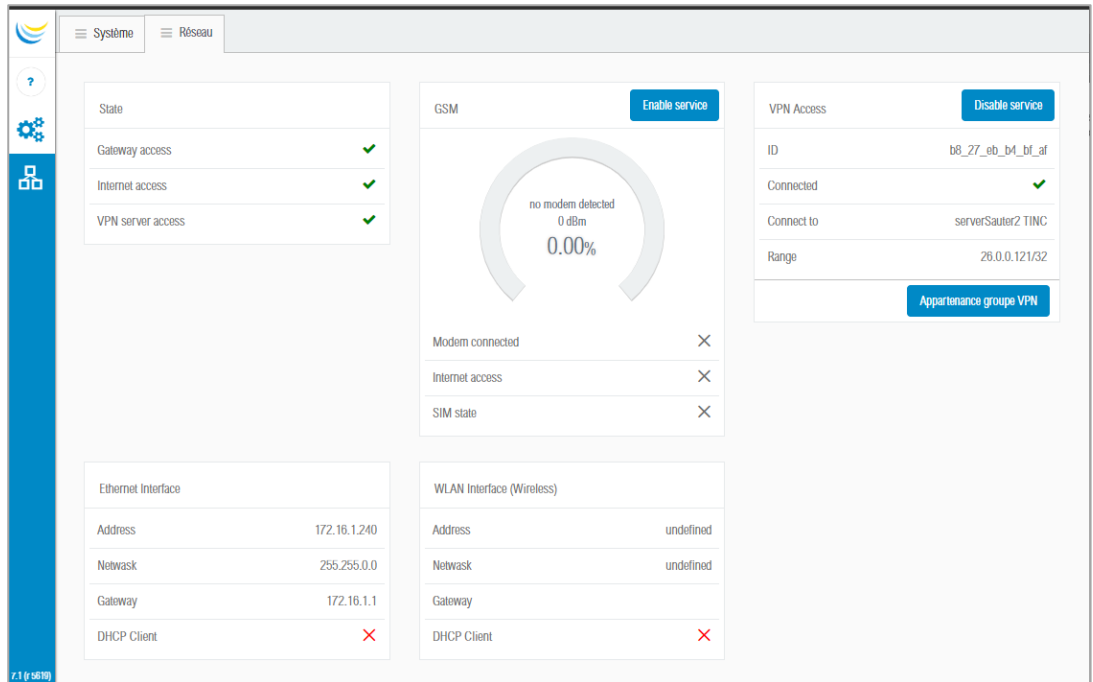 Système
Réseau
?
State
Gateway access
Internet access
VPN server access
GSM
Enable service
no modem detected
0 dBm
0.00%
Modem connected
Internet access
SIM state
VPN Access
Disable service
ID b8_27_eb_b4_bf_af
Connected
Connect to serverSauter2 TINC
Range 26.0.0.121/32
Appartenance groupe VPN
Ethernet Interface
Address 172.16.1.240
Netwask 255.255.0.0
Gateway 172.16.1.1
DHCP Client
WLAN Interface (Wireless)
Address undefined
Netwask undefined
Gateway
DHCP Client
7.1 (r 5619)